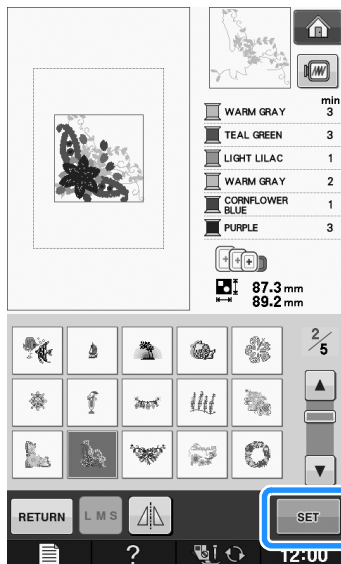 min
WARM GRAY 3
TEAL GREEN 3
LIGHT LILAC 1
WARM GRAY 2
CORNFLOWER
BLUE 1
PURPLE 3
87.3 mm
89.2 mm
2/5
RETURN
L M S
SET
?
12:00